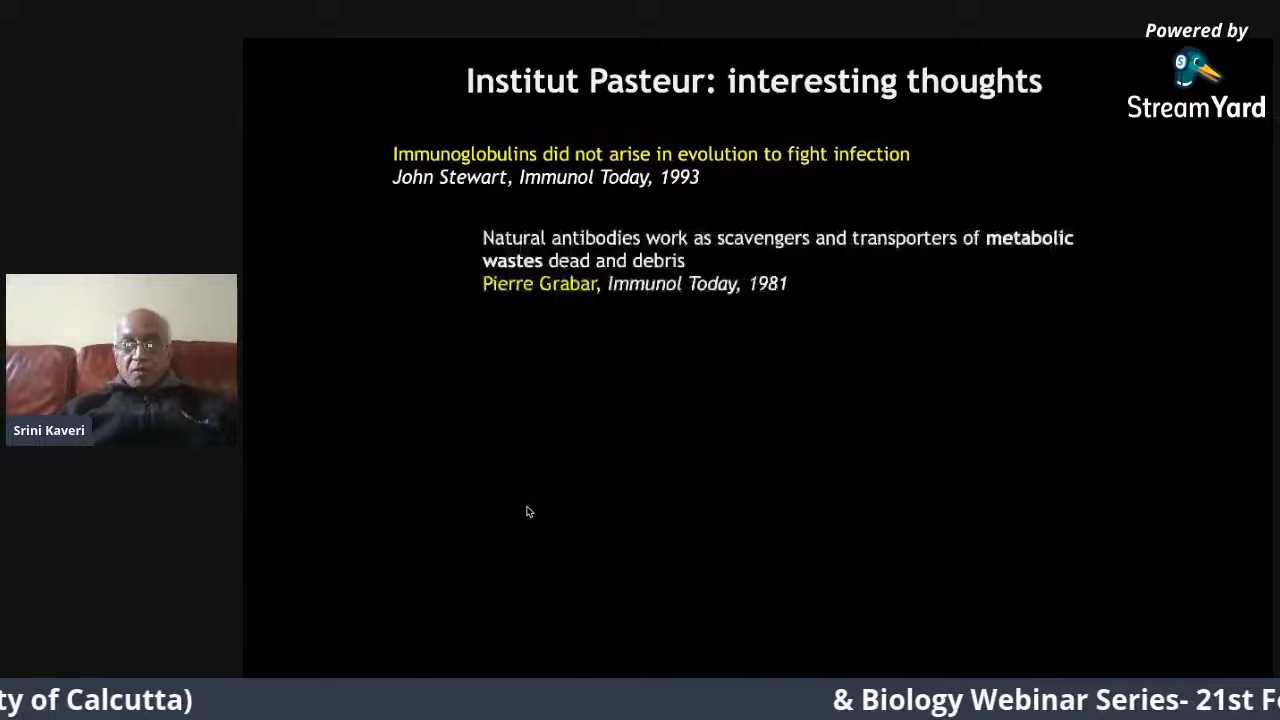 Powered by
StreamYard
Institut Pasteur: interesting thoughts
Immunoglobulins did not arise in evolution to fight infection
John Stewart, Immunol Today, 1993
Natural antibodies work as scavengers and transporters of metabolic
wastes dead and debris
Pierre Grabar, Immunol Today, 1981
Srini Kaveri
ty of Calcutta) & Biology Webinar Series- 21st Fe